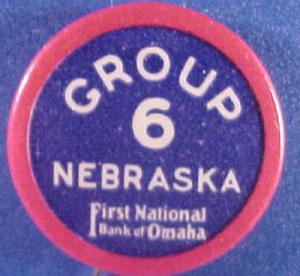 GROUP
6
NEBRASKA
First National
Bank of Omaha